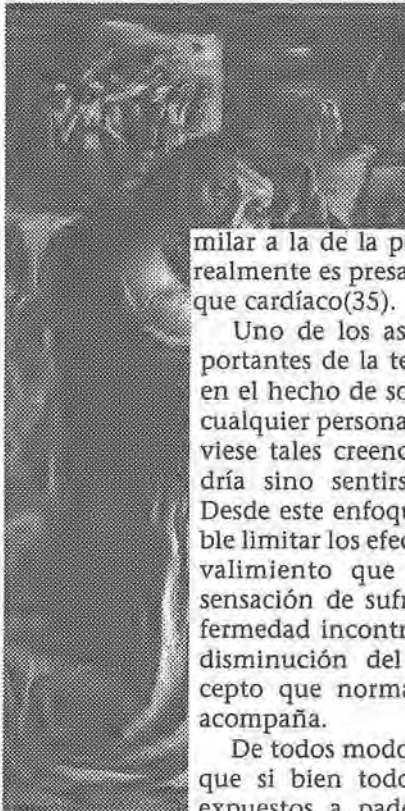 milar a la de la p
realmente es presa
que cardíaco(35).
Uno de los as
portantes de la te
en el hecho de so
cualquier persona
viese tales creenc
dría sino sentirs
Desde este enfoqu
ble limitar los efec
valimiento que
sensación de sufr
fermedad incontr
disminución del
cepto que norma
acompaña.
De todos modo
que si bien todo
expuestos a pade